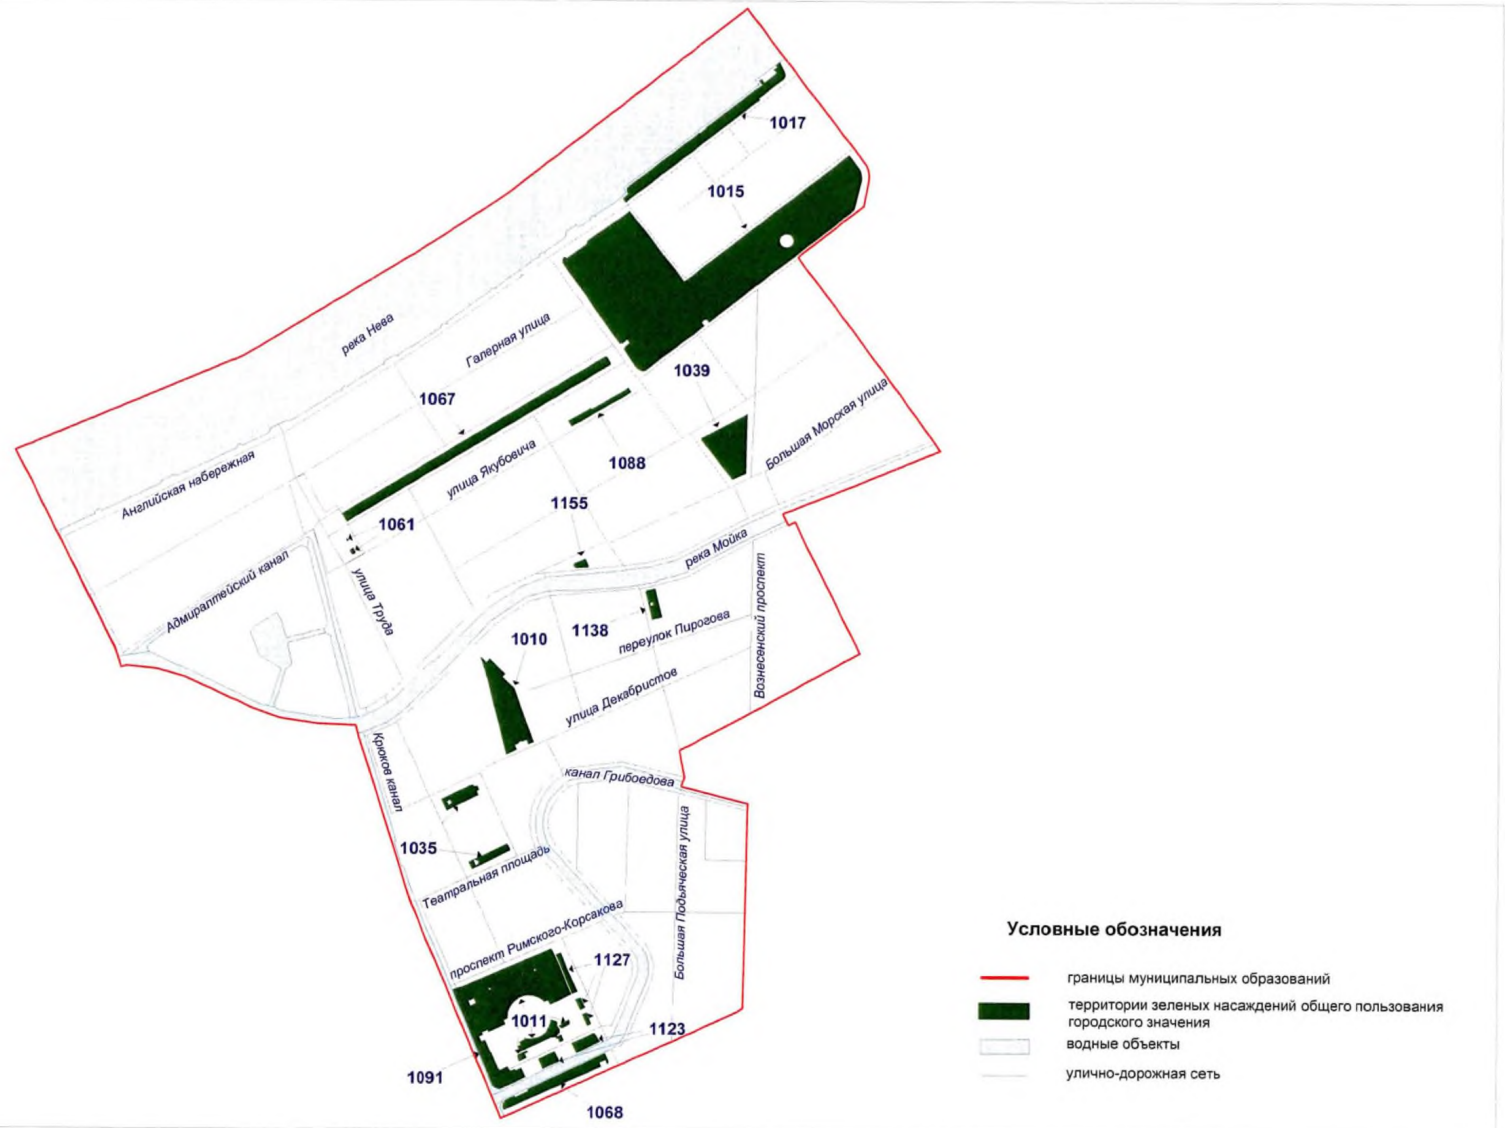 1017
1015
река Нева
Галерная улица
1039
1067
Большая Морская улица
улица Якубовича
1088
Английская набережная
1155
1061
река Мойка
Адмиралтейский канал
улица Труда
Вознесенский проспект
1138
1010
переулок Пирогова
улица Декабристов
Крюков канал
канал Грибоедова
1035
Театральная площадь
Большая Подьяческая улица
проспект Римского-Корсакова
1127
1011
1123
1091
1068
Условные обозначения
границы муниципальных образований
территории зеленых насаждений общего пользования
городского значения
водные объекты
улично-дорожная сеть